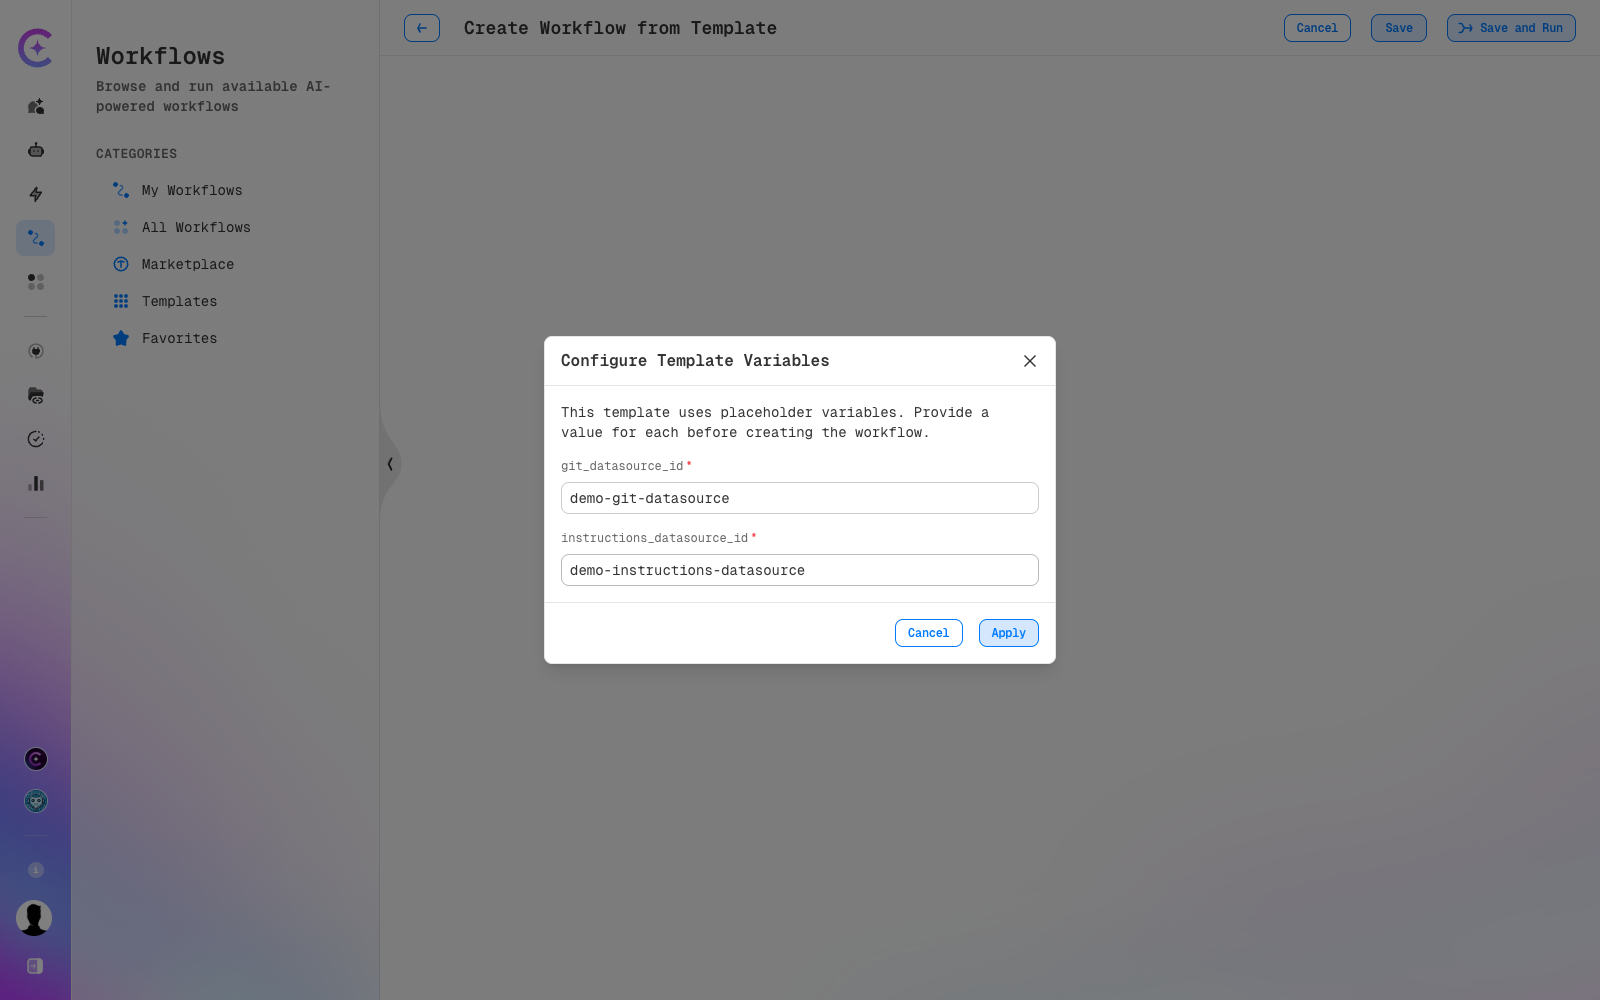 Workflows
Browse and run available AI-
powered workflows
CATEGORIES
My Workflows
All Workflows
Marketplace
Templates
Favorites
Create Workflow from Template
Cancel
Save
Save and Run
Configure Template Variables
This template uses placeholder variables. Provide a
value for each before creating the workflow.
git_datasource_id *
demo-git-datasource
instructions_datasource_id *
demo-instructions-datasource
Cancel
Apply